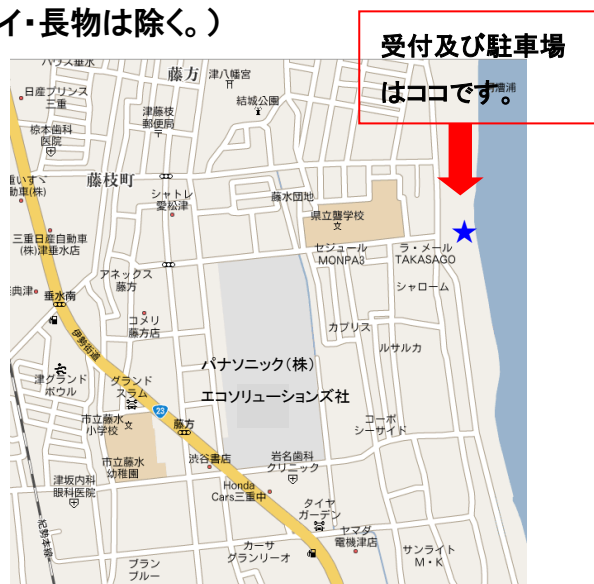 イ・長物は除く。）
受付及び駐車場
はココです。
ハウス垂水
藤方
津八幡宮
日産プリンス
三重
津藤枝
郵便局
結城公園
椋本歯科
医院
藤枝町
動車(株)
シャトレ
愛松津
藤水団地
県立聾学校
三重日産自動車
(株)津垂水店
セジュール
MONPA3
ラ・メール
TAKASAGO
アネックス
藤方
シャローム
垂水南
コメリ
藤方店
カプリス
ルサルカ
伊勢街道
パナソニック（株）
エコソリューションズ社
津グランド
ボウル
グランド
スラム
23
藤方
コーポ
シーサイド
市立藤水
小学校
渋谷書店
岩名歯科
クリニック
市立藤水
幼稚園
津坂内科
眼科医院
Honda
Cars三重中
タイヤ
ガーデン
紀勢本線
カーサ
グランリーオ
ヤマダ
電機津店
ブラン
ブルー
サンライト
M・K